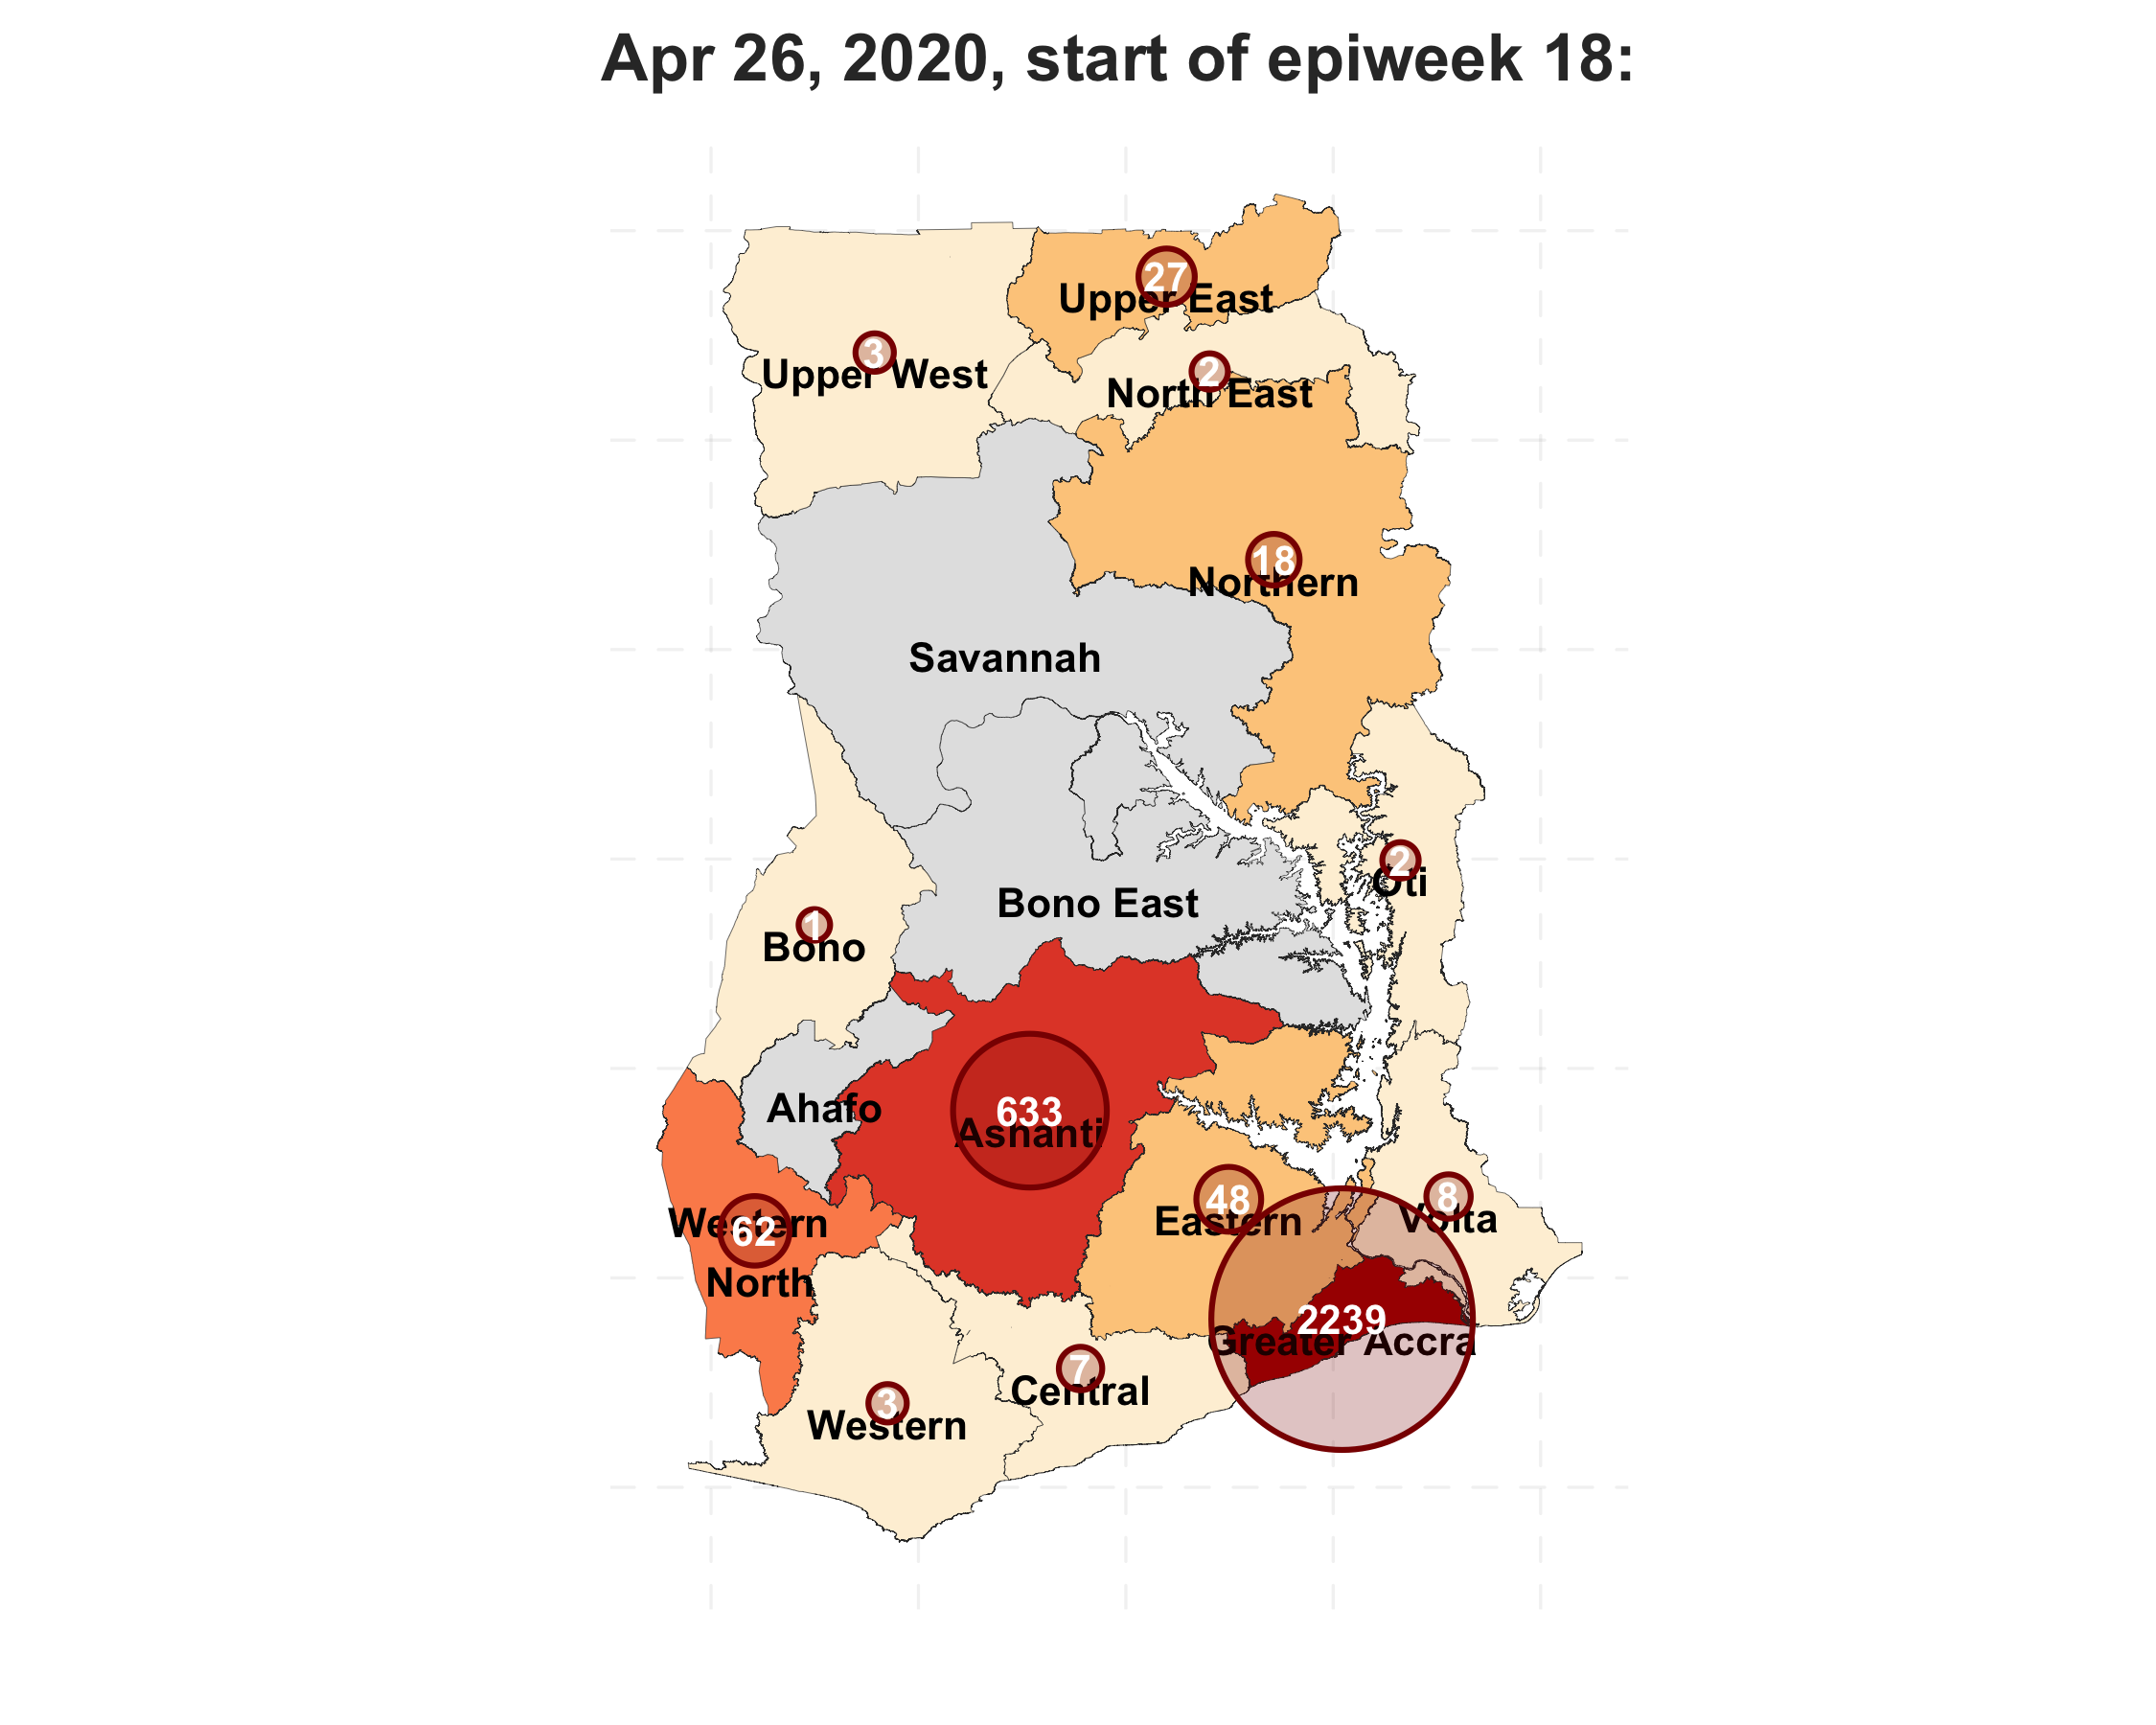 Apr 26, 2020, start of epiweek 18:
27
Upper East
3
Upper West
2
North East
18
Northern
Savannah
2
Oti
Bono East
1
Bono
633
Ashanti
Ahafo
48
Eastern
8
Volta
Western
62
North
2239
Greater Accra
7
Central
3
Western